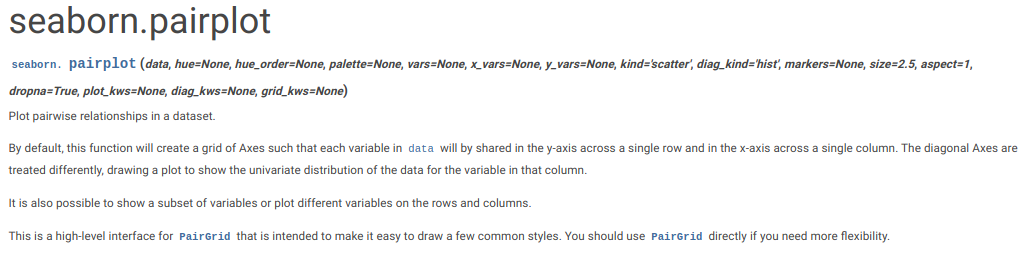 seaborn.pairplot
seaborn. pairplot (data, hue=None, hue_order=None, palette=None, vars=None, x_vars=None, y_vars=None, kind='scatter', diag_kind='hist', markers=None, size=2.5, aspect=1,
dropna=True, plot_kws=None, diag_kws=None, grid_kws=None)
Plot pairwise relationships in a dataset.
By default, this function will create a grid of Axes such that each variable in data will by shared in the y-axis across a single row and in the x-axis across a single column. The diagonal Axes are
treated differently, drawing a plot to show the univariate distribution of the data for the variable in that column.
It is also possible to show a subset of variables or plot different variables on the rows and columns.
This is a high-level interface for PairGrid that is intended to make it easy to draw a few common styles. You should use PairGrid directly if you need more flexibility.